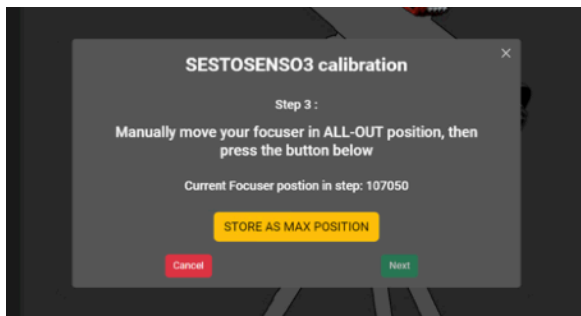 SESTOSENSO3 calibration
×
Step 3 :
Manually move your focuser in ALL-OUT position, then
press the button below
Current Focuser postion in step: 107050
STORE AS MAX POSITION
Cancel
Next